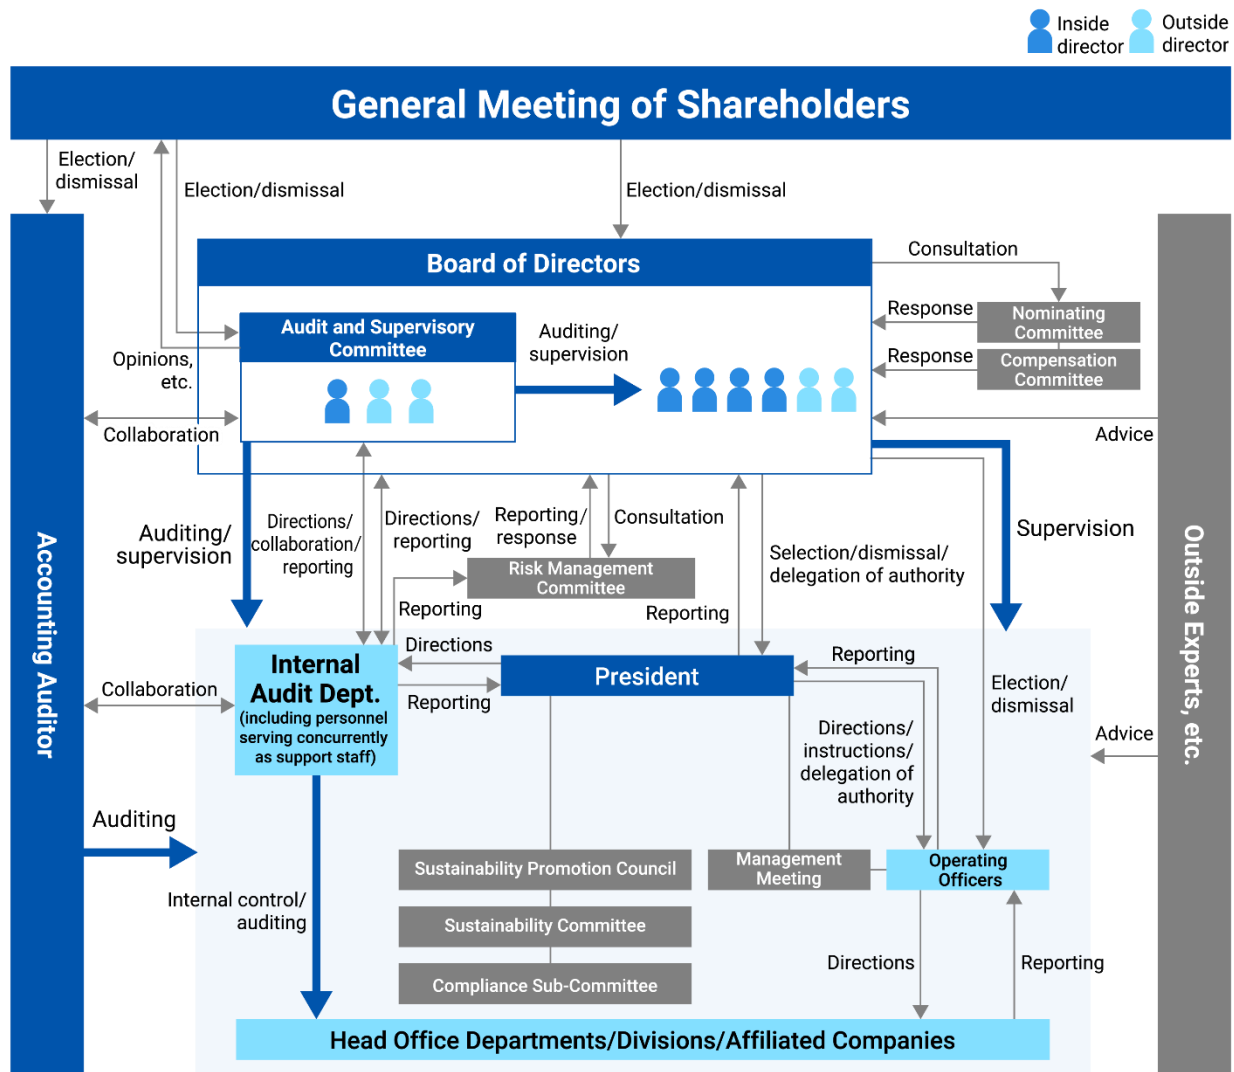 Inside
director
Outside
director
General Meeting of Shareholders
Election/
dismissal
Election/dismissal
Election/dismissal
Board of Directors
Consultation
Audit and Supervisory
Committee
Auditing/
supervision
Response
Nominating
Committee
Response
Compensation
Committee
Opinions,
etc.
Collaboration
Advice
Accounting Auditor
Outside Experts, etc.
Auditing/
supervision
Directions/
collaboration/
reporting
Directions/
reporting
Reporting/
response
Consultation
Selection/dismissal/
delegation of authority
Supervision
Risk Management
Committee
Reporting
Reporting
Internal
Audit Dept.
(including personnel
serving concurrently
as support staff)
Directions
Reporting
President
Reporting
Collaboration
Election/
dismissal
Directions/
instructions/
delegation of
authority
Advice
Auditing
Internal control/
auditing
Sustainability Promotion Council
Management
Meeting
Operating
Officers
Sustainability Committee
Compliance Sub-Committee
Directions
Reporting
Head Office Departments/Divisions/Affiliated Companies